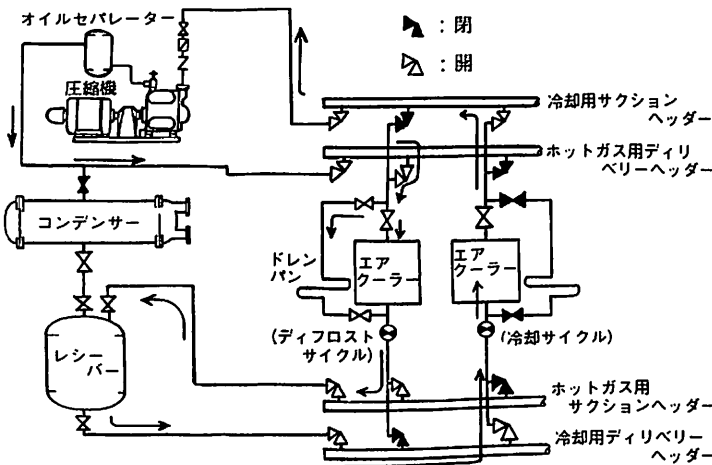 オイルセパレーター
圧縮機
：閉
：開
冷却用サクション
ヘッダー
ホットガス用ディリ
ベリーヘッダー
コンデンサー
ドレン
パン
エア
クーラー
エア
クーラー
(ディフロスト
サイクル)
(冷却サイクル)
レシー
バー
ホットガス用
サクションヘッダー
冷却用ディリベリー
ヘッダー